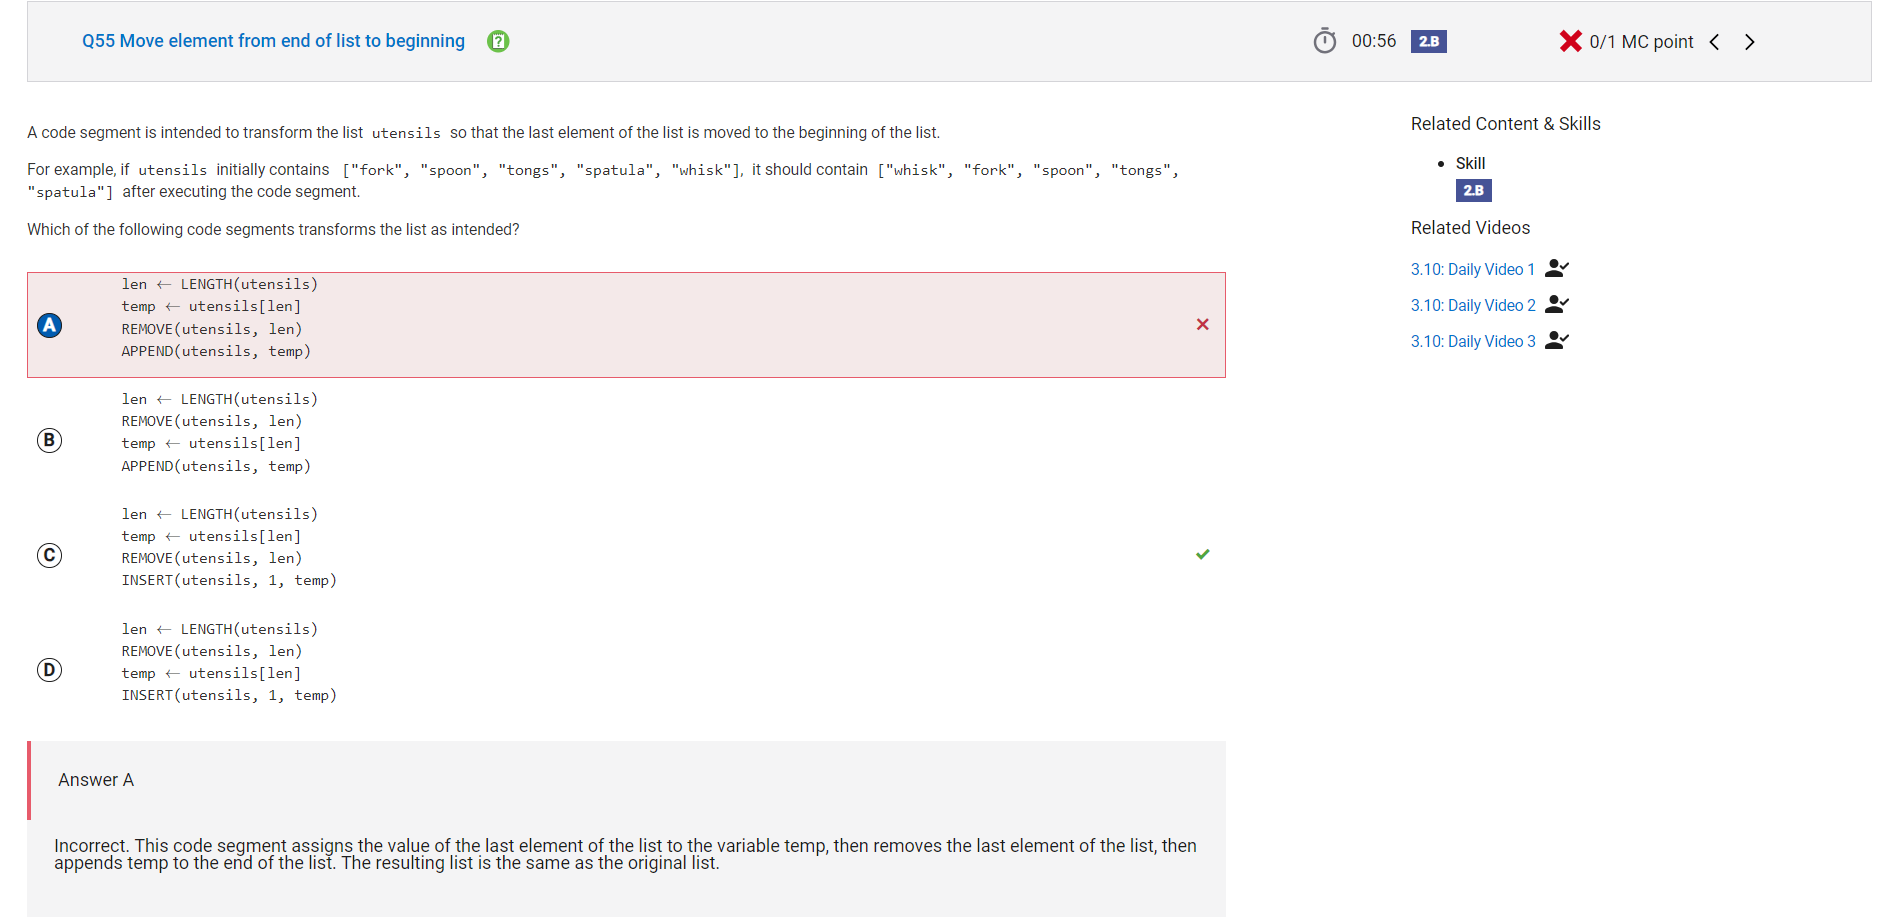 Q55 Move element from end of list to beginning
00:56 2.B
0/1 MC point
A code segment is intended to transform the list utensils so that the last element of the list is moved to the beginning of the list.
For example, if utensils initially contains ["fork", "spoon", "tongs", "spatula", "whisk"], it should contain ["whisk", "fork", "spoon", "tongs",
"spatula"] after executing the code segment.
Which of the following code segments transforms the list as intended?
A
len ← LENGTH(utensils)
temp ← utensils[len]
REMOVE(utensils, len)
APPEND(utensils, temp)
B
len ← LENGTH(utensils)
REMOVE(utensils, len)
temp ← utensils[len]
APPEND(utensils, temp)
C
len ← LENGTH(utensils)
temp ← utensils[len]
REMOVE(utensils, len)
INSERT(utensils, 1, temp)
D
len ← LENGTH(utensils)
REMOVE(utensils, len)
temp ← utensils[len]
INSERT(utensils, 1, temp)
Answer A
Incorrect. This code segment assigns the value of the last element of the list to the variable temp, then removes the last element of the list, then
appends temp to the end of the list. The resulting list is the same as the original list.
Related Content & Skills
• Skill
2.B
Related Videos
3.10: Daily Video 1
3.10: Daily Video 2
3.10: Daily Video 3